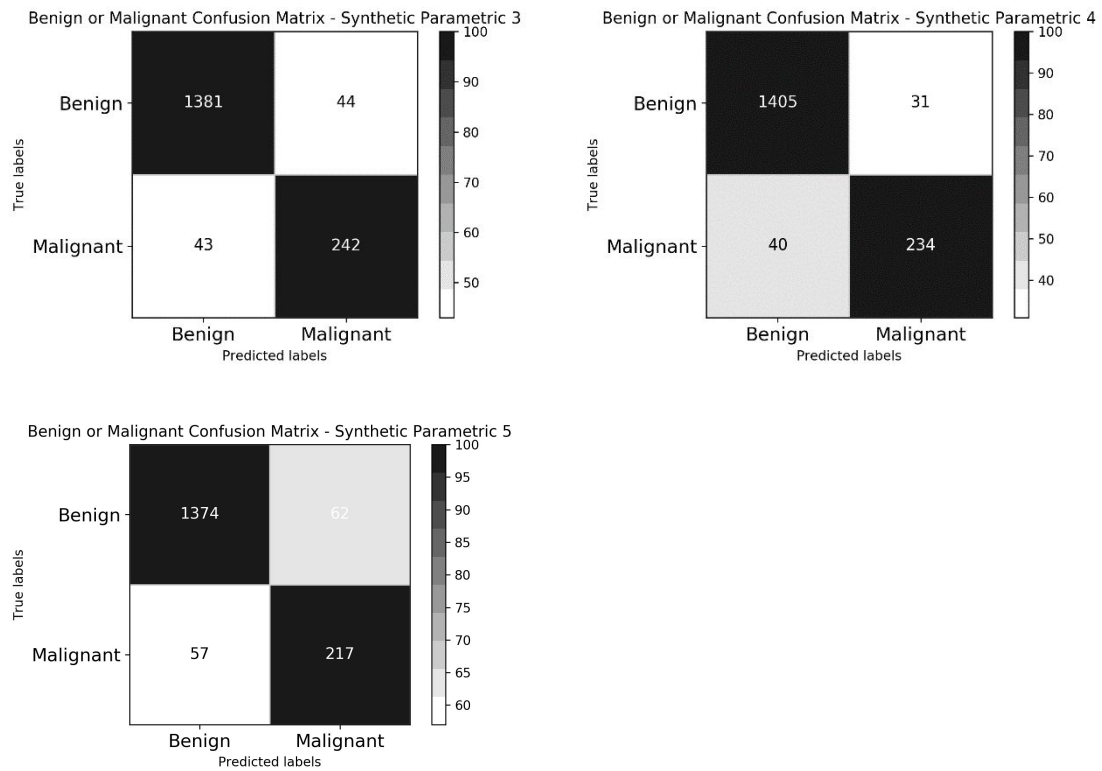 Benign or Malignant Confusion Matrix - Synthetic Parametric 3
100
90
80
70
60
50
True labels
Benign
Malignant
1381 44
43 242
Benign Malignant
Predicted labels
Benign or Malignant Confusion Matrix - Synthetic Parametric 4
100
90
80
70
60
50
40
True labels
Benign
Malignant
1405 31
40 234
Benign Malignant
Predicted labels
Benign or Malignant Confusion Matrix - Synthetic Parametric 5
100
95
90
85
80
75
70
65
60
True labels
Benign
Malignant
1374 62
57 217
Benign Malignant
Predicted labels